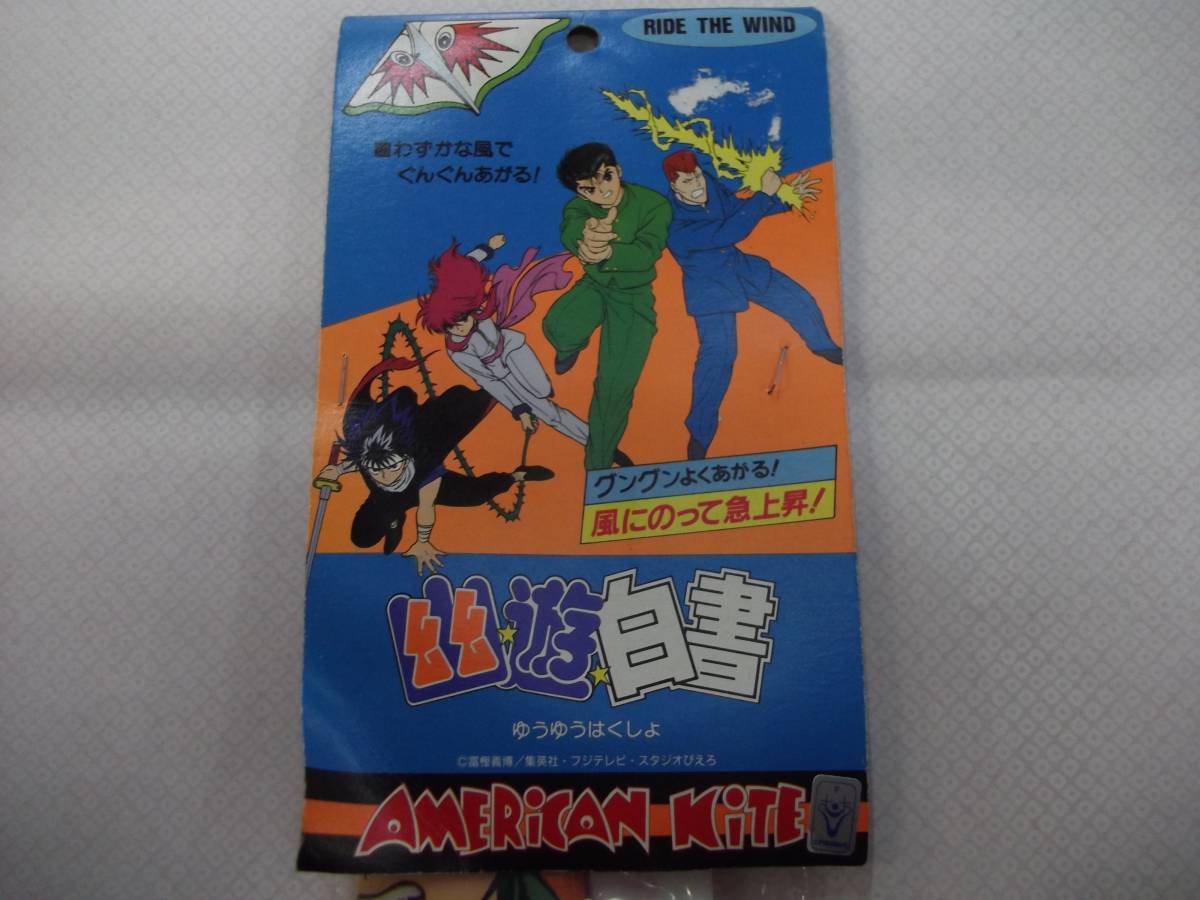 RIDE THE WIND
■わずかな風で
ぐんぐんあがる!
グングンよくあがる!
風にのって急上昇!
幽★遊★白書
ゆうゆうはくしょ
©冨樫義博/集英社・フジテレビ・スタジオぴえろ
AMERICAN KITE